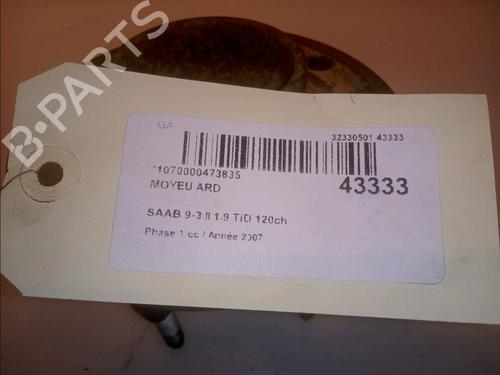 B-PARTS
GA
32330501 43333
*1070000473835
43333
MOYEU ARD
SAAB 9-3 II 1.9 TiD 120ch
Phase 1 cc / Année 2007